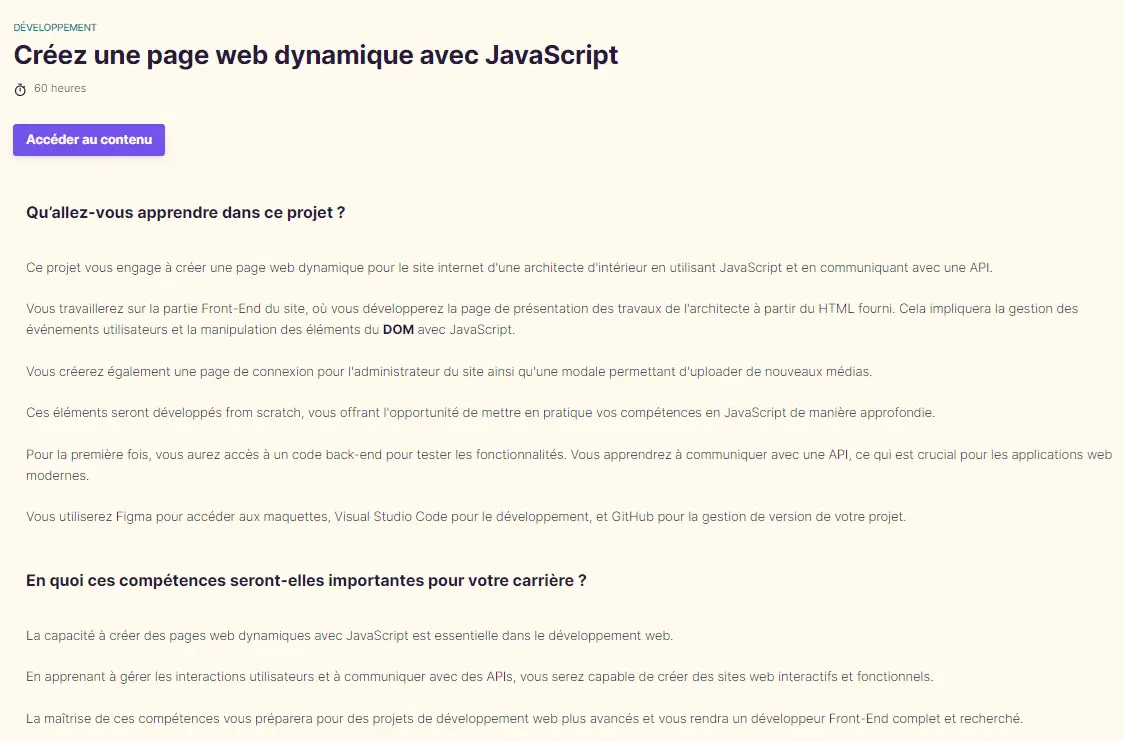 DÉVELOPPEMENT
Créez une page web dynamique avec JavaScript
60 heures
Accéder au contenu
Qu’allez-vous apprendre dans ce projet ?
Ce projet vous engage à créer une page web dynamique pour le site internet d'une architecte d'intérieur en utilisant JavaScript et en communiquant avec une API.
Vous travaillerez sur la partie Front-End du site, où vous développerez la page de présentation des travaux de l'architecte à partir du HTML fourni. Cela impliquera la gestion des
événements utilisateurs et la manipulation des éléments du DOM avec JavaScript.
Vous créerez également une page de connexion pour l'administrateur du site ainsi qu'une modale permettant d'uploader de nouveaux médias.
Ces éléments seront développés from scratch, vous offrant l'opportunité de mettre en pratique vos compétences en JavaScript de manière approfondie.
Pour la première fois, vous aurez accès à un code back-end pour tester les fonctionnalités. Vous apprendrez à communiquer avec une API, ce qui est crucial pour les applications web
modernes.
Vous utiliserez Figma pour accéder aux maquettes, Visual Studio Code pour le développement, et GitHub pour la gestion de version de votre projet.
En quoi ces compétences seront-elles importantes pour votre carrière ?
La capacité à créer des pages web dynamiques avec JavaScript est essentielle dans le développement web.
En apprenant à gérer les interactions utilisateurs et à communiquer avec des APIs, vous serez capable de créer des sites web interactifs et fonctionnels.
La maîtrise de ces compétences vous préparera pour des projets de développement web plus avancés et vous rendra un développeur Front-End complet et recherché.